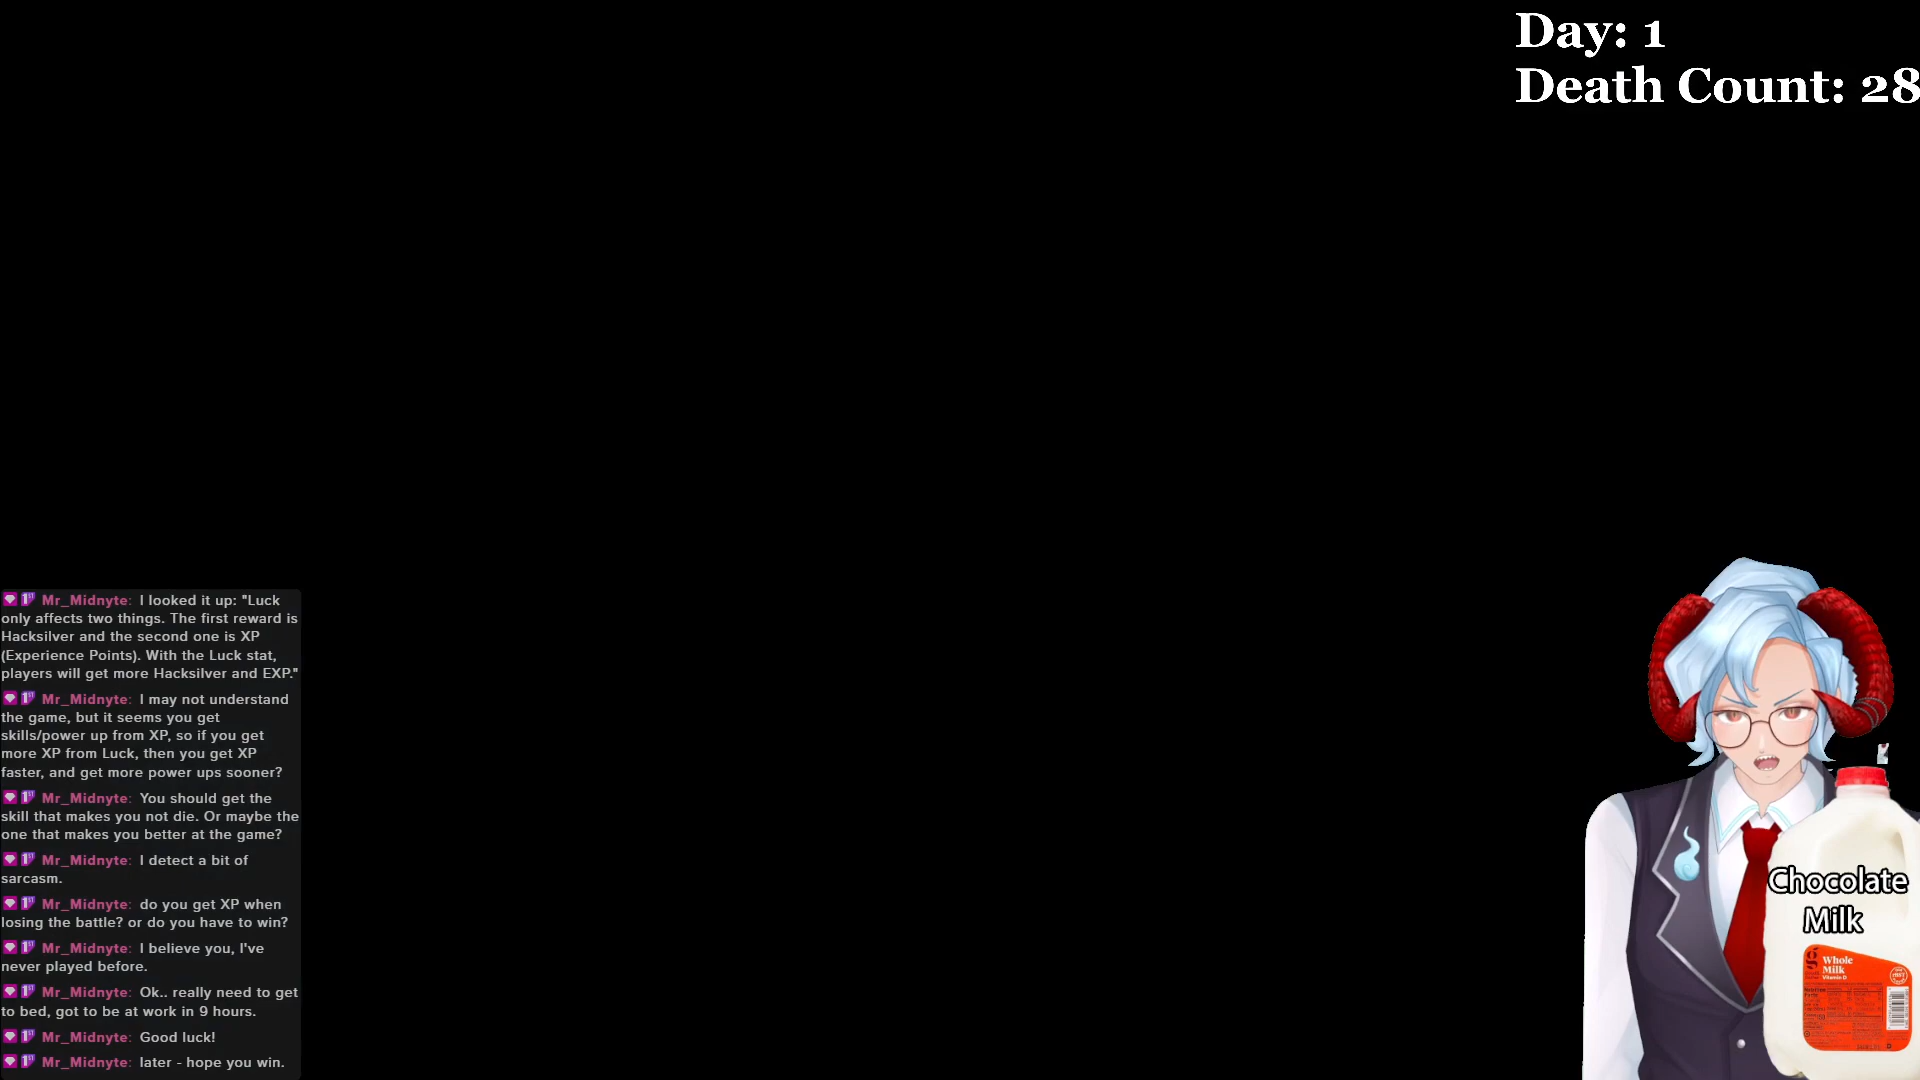 Day: 1
Death Count: 28
Mr_Midnyte: I looked it up: "Luck
only affects two things. The first reward is
Hacksilver and the second one is XP
(Experience Points). With the Luck stat,
players will get more Hacksilver and EXP."
Mr_Midnyte: I may not understand
the game, but it seems you get
skills/power up from XP, so if you get
more XP from Luck, then you get XP
faster, and get more power ups sooner?
Mr_Midnyte: You should get the
skill that makes you not die. Or maybe the
one that makes you better at the game?
Mr_Midnyte: I detect a bit of
sarcasm.
Mr_Midnyte: do you get XP when
losing the battle? or do you have to win?
Mr_Midnyte: I believe you, I've
never played before.
Mr_Midnyte: Ok.. really need to get
to bed, got to be at work in 9 hours.
Mr_Midnyte: Good luck!
Mr_Midnyte: later - hope you win.
Chocolate
Milk
g
Whole
Milk
Vitamin D